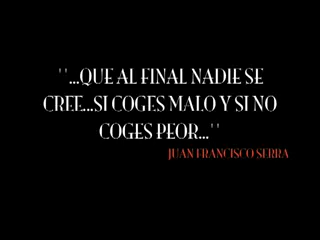 "...QUE AL FINAL NADIE SE
CREE...SI COGES MALO Y SI NO
COGES PEOR..."
JUAN FRANCISCO SERRA